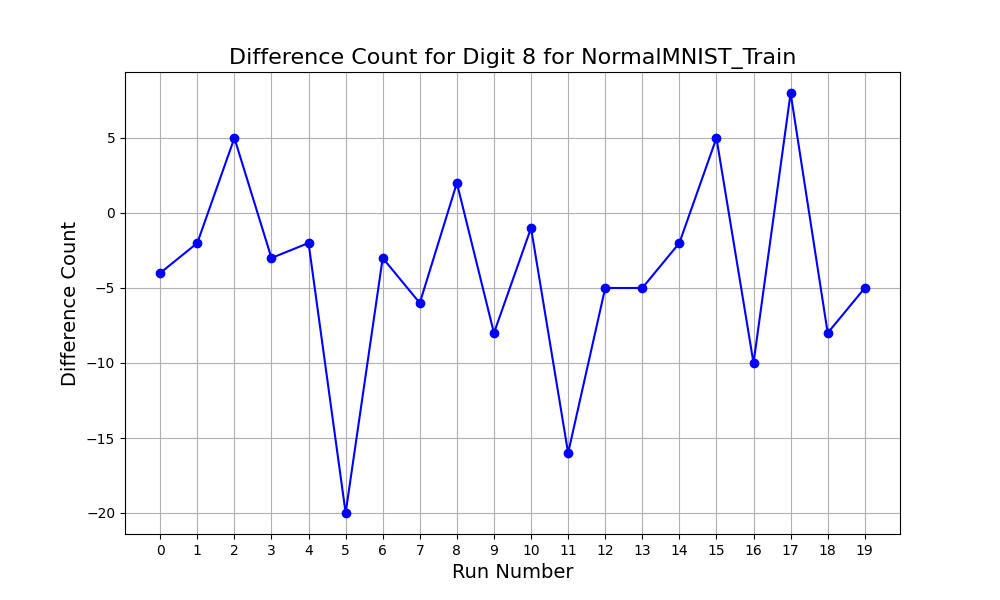 Difference Count for Digit 8 for NormalMNIST_Train
Difference Count
5
0
−5
−10
−15
−20
0 1 2 3 4 5 6 7 8 9 10 11 12 13 14 15 16 17 18 19
Run Number